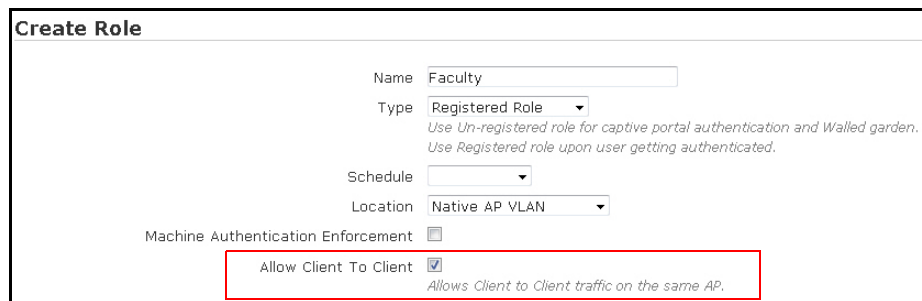 Create Role
Name Faculty
Type Registered Role
Use Un-registered role for captive portal authentication and Walled garden.
Use Registered role upon user getting authenticated.
Schedule
Location Native AP VLAN
Machine Authentication Enforcement
Allow Client To Client
Allows Client to Client traffic on the same AP.